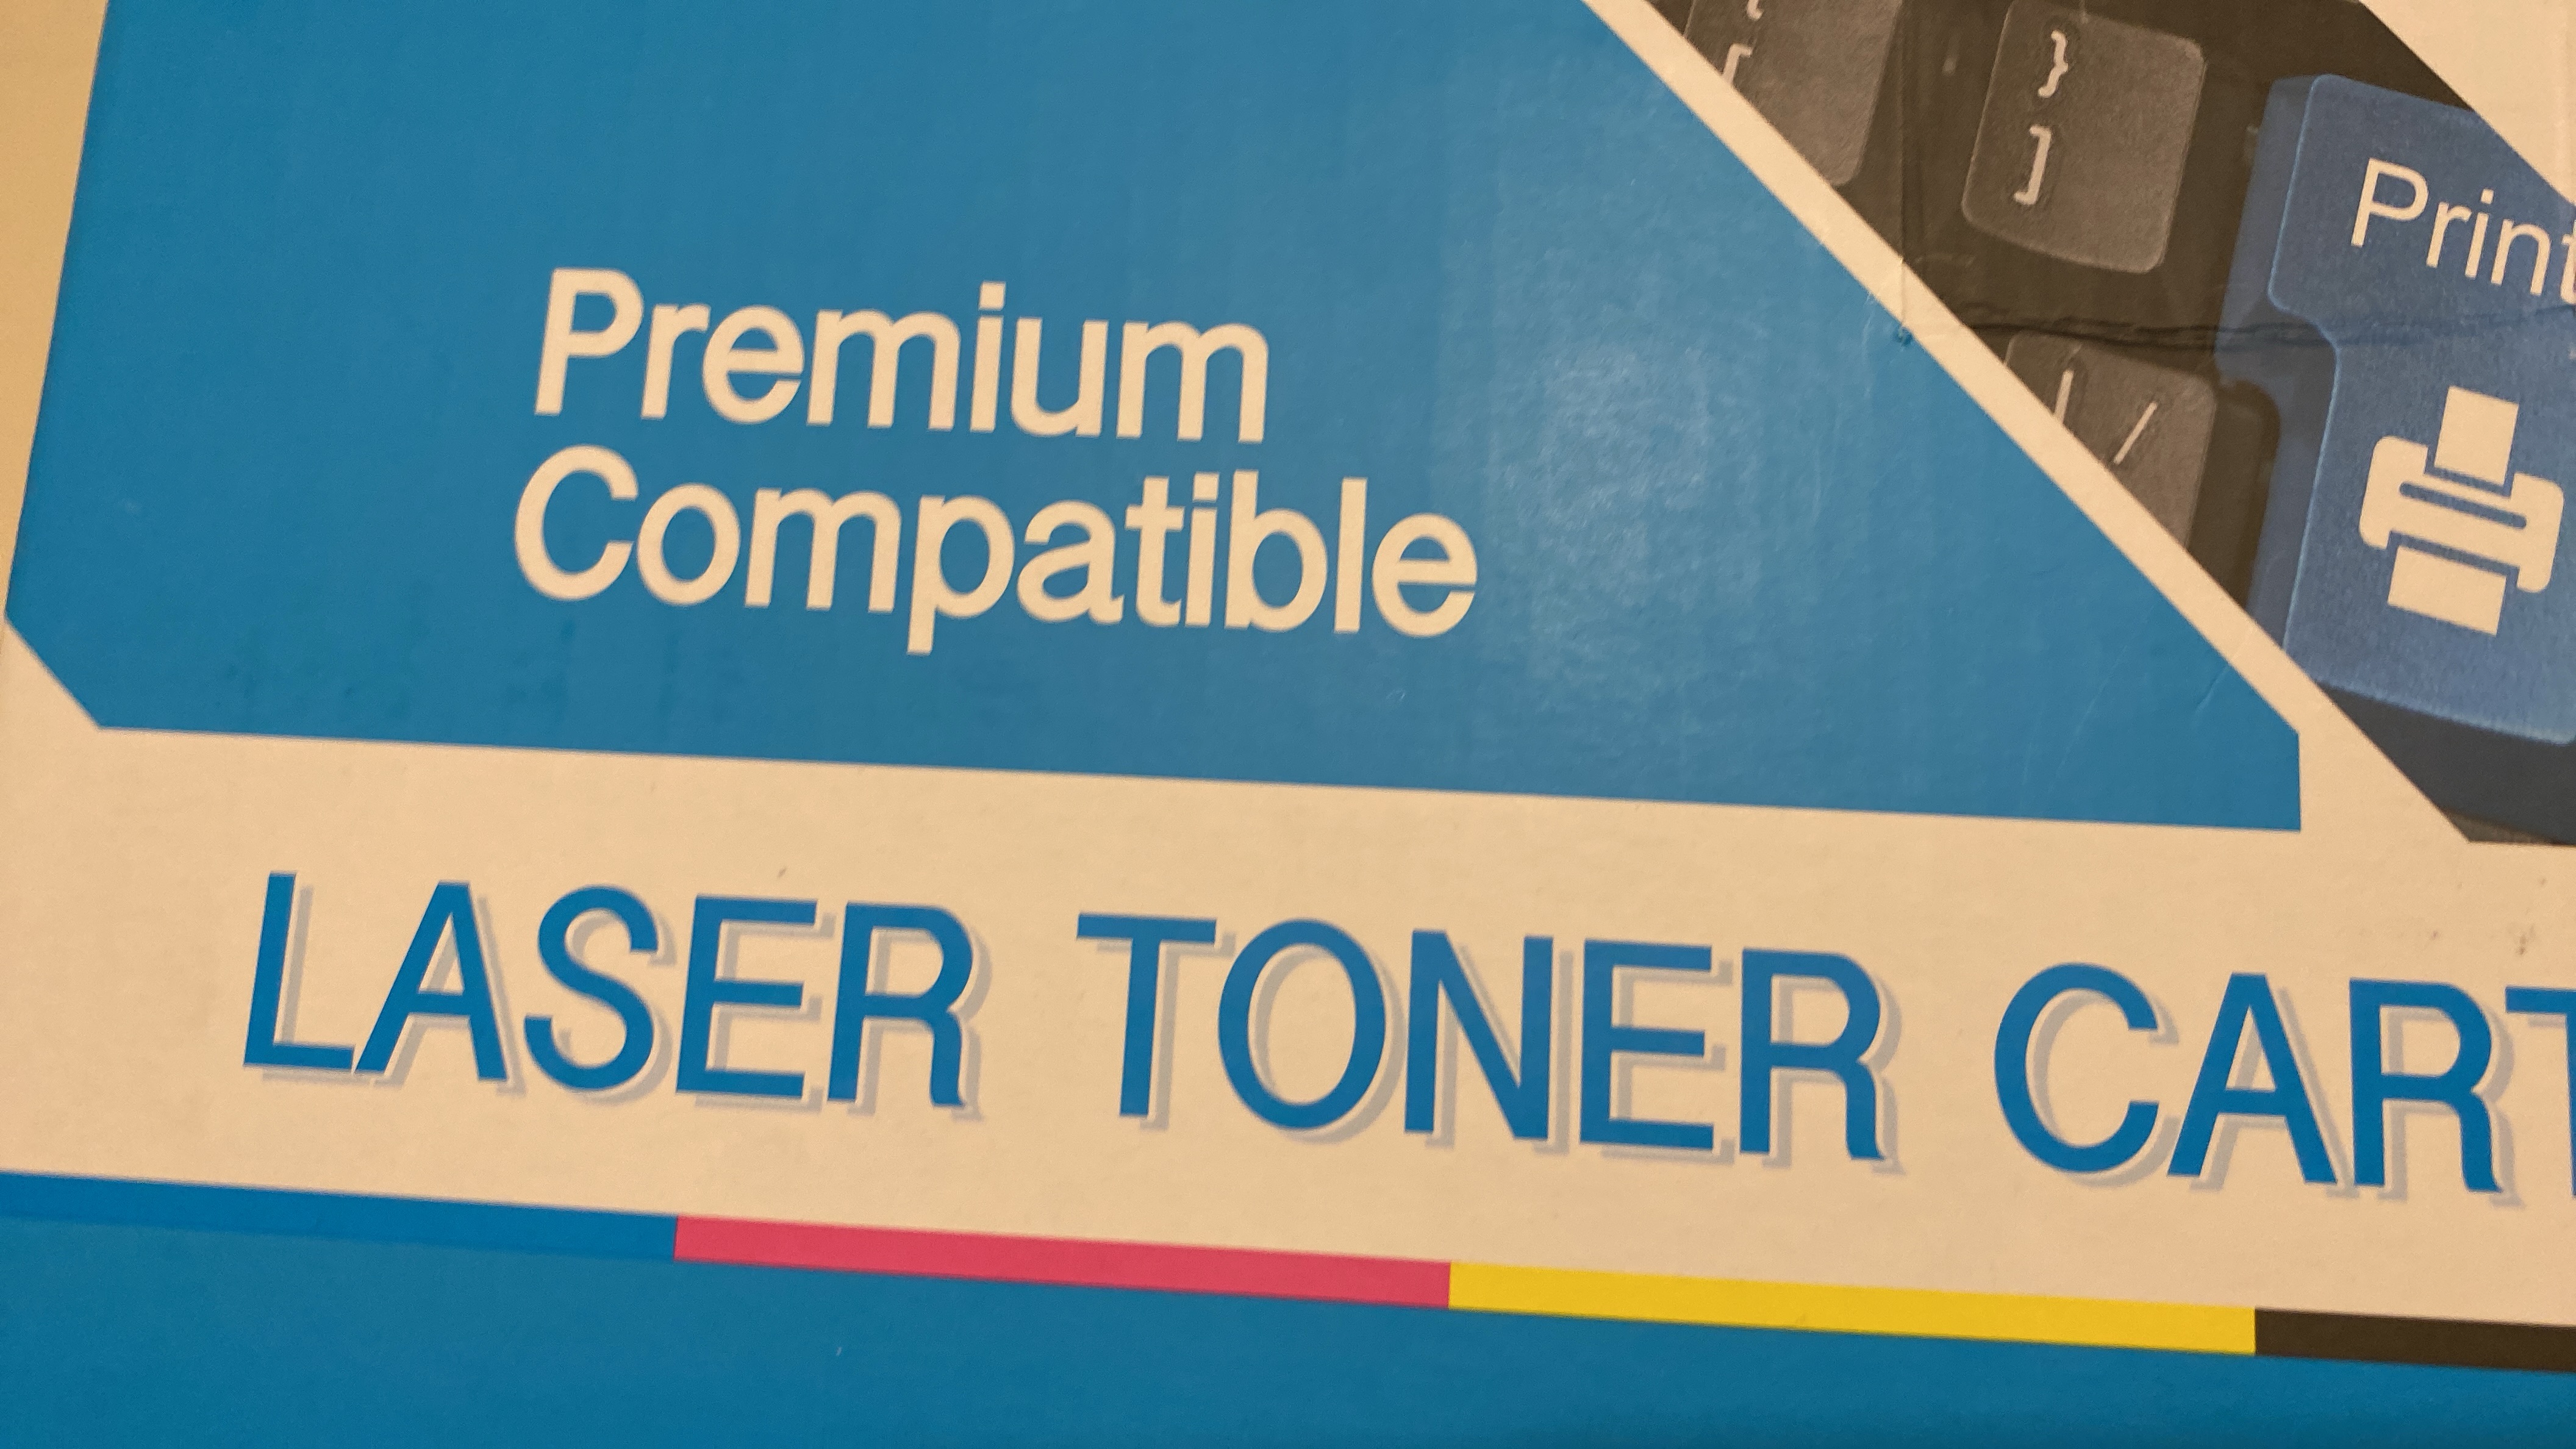 {
[
}
]
Print
| /
Premium
Compatible
LASER TONER CART